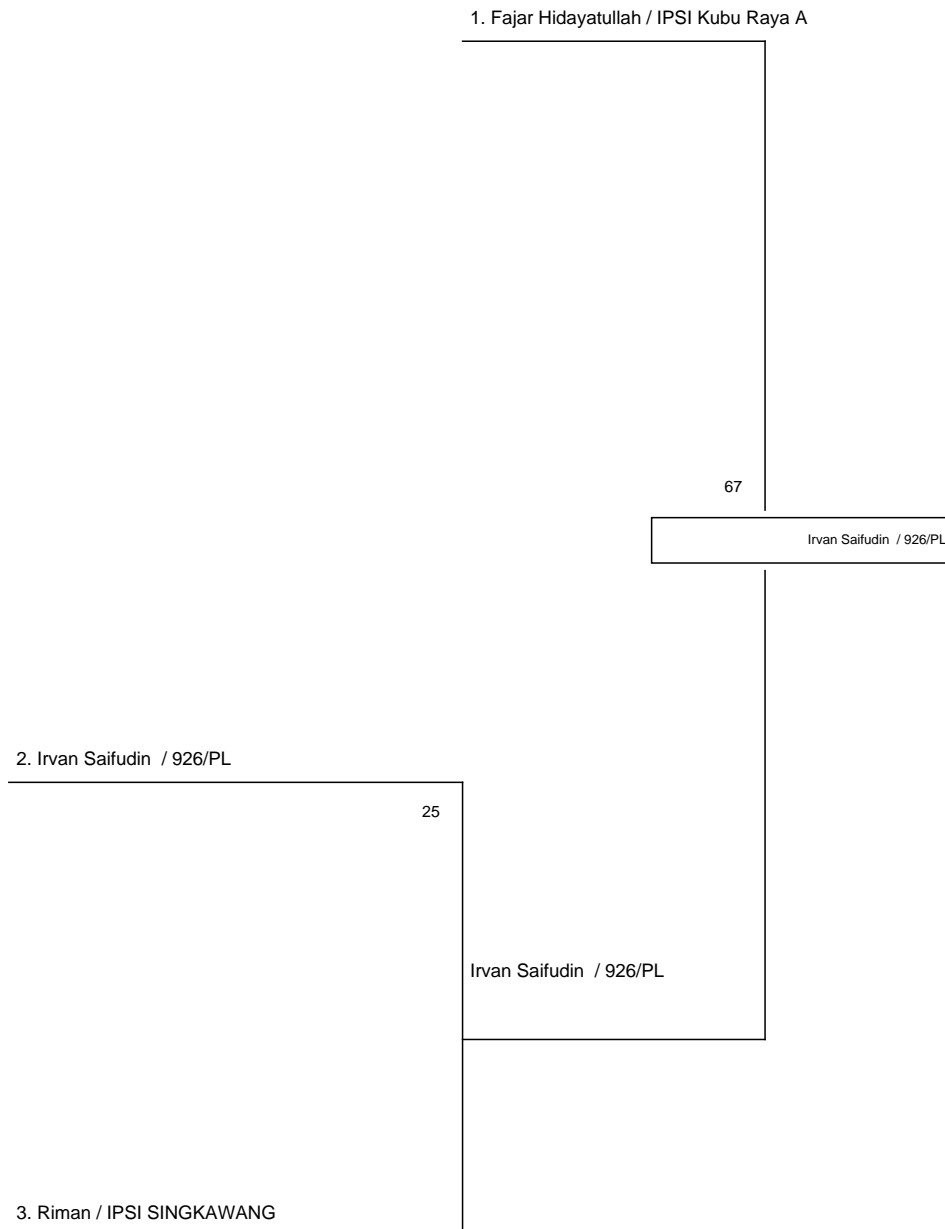 1. Fajar Hidayatullah / IPSI Kubu Raya A
67
Irvan Saifudin / 926/PL
2. Irvan Saifudin / 926/PL
25
Irvan Saifudin / 926/PL
3. Riman / IPSI SINGKAWANG